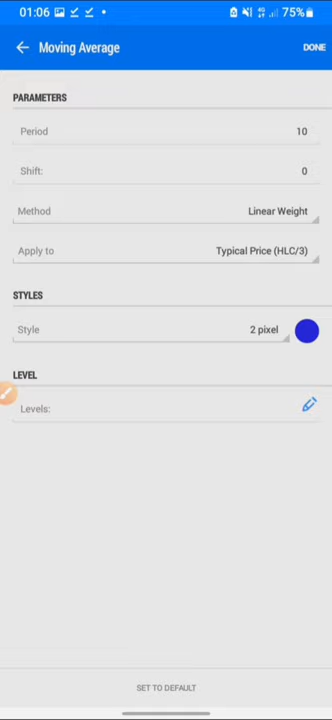 01:06 75%
Moving Average DONE
PARAMETERS
Period 10
Shift: 0
Method Linear Weight
Apply to Typical Price (HLC/3)
STYLES
Style 2 pixel
LEVEL
Levels:
SET TO DEFAULT